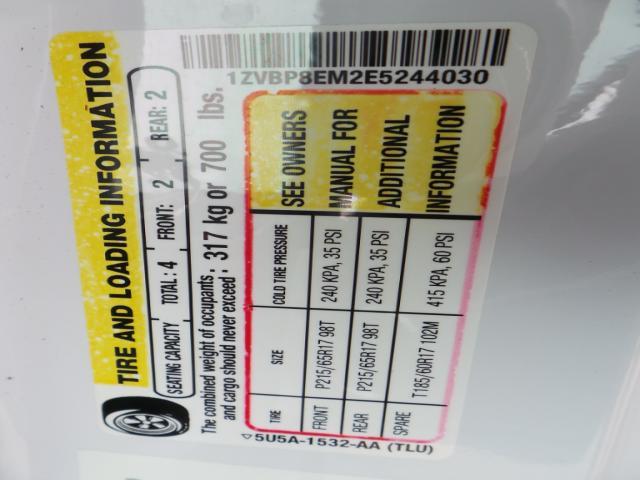 TIRE AND LOADING INFORMATION
SEATING CAPACITY TOTAL: 4 FRONT: 2 REAR: 2
The combined weight of occupants and cargo should never exceed : 317 kg or 700 lbs.
TIRE SIZE COLD TIRE PRESSURE SEE OWNERS
FRONT P215/65R17 98T 240 KPA, 35 PSI MANUAL FOR
REAR P215/65R17 98T 240 KPA, 35 PSI ADDITIONAL
SPARE T185/60R17 102M 415 KPA, 60 PSI INFORMATION
5U5A-1532-AA (TLU)
1ZVBP8EM2E5244030